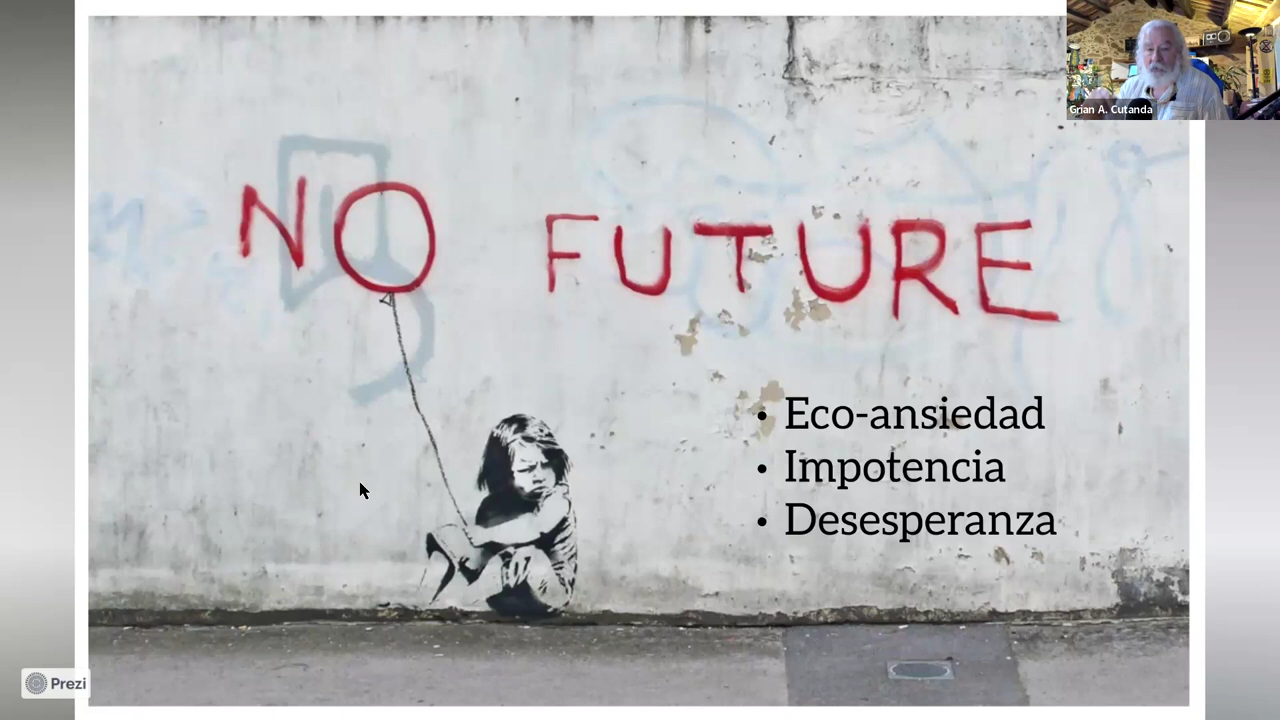 Grian A. Cutanda
NO FUTURE
• Eco-ansiedad
• Impotencia
• Desesperanza
Prezi